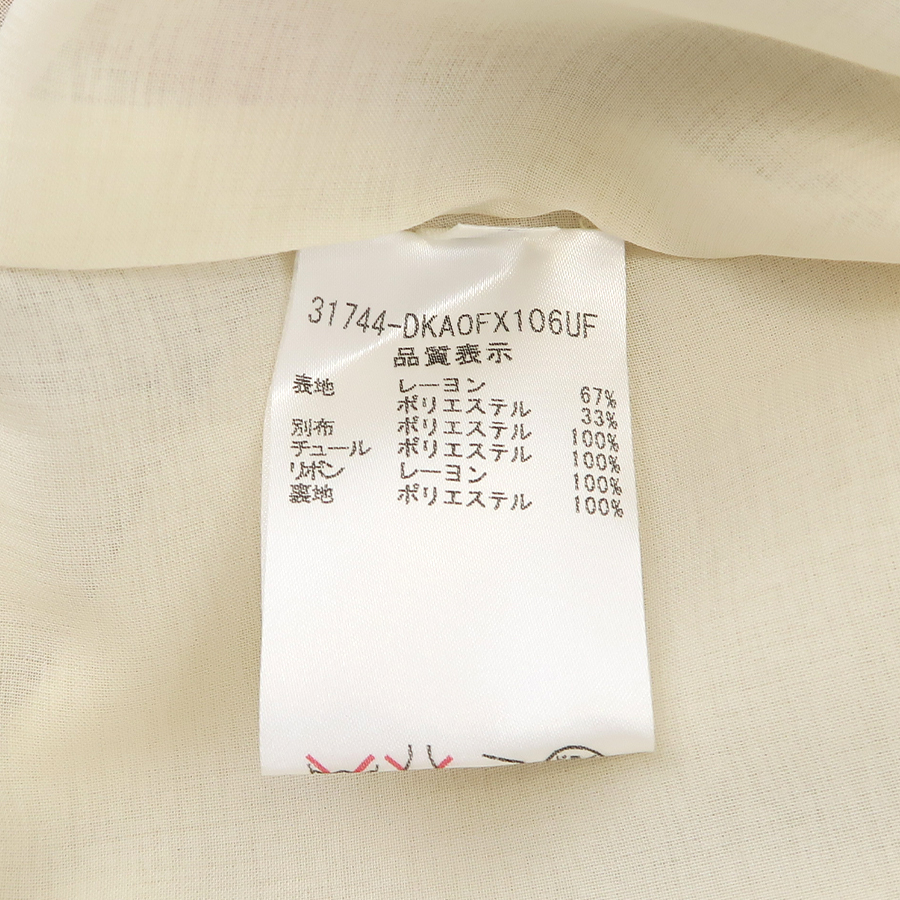 31744-DKA0FX106UF
品質表示
表地 レーヨン 67%
ポリエステル 33%
別布 ポリエステル 100%
チュール ポリエステル 100%
リボン レーヨン 100%
裏地 ポリエステル 100%